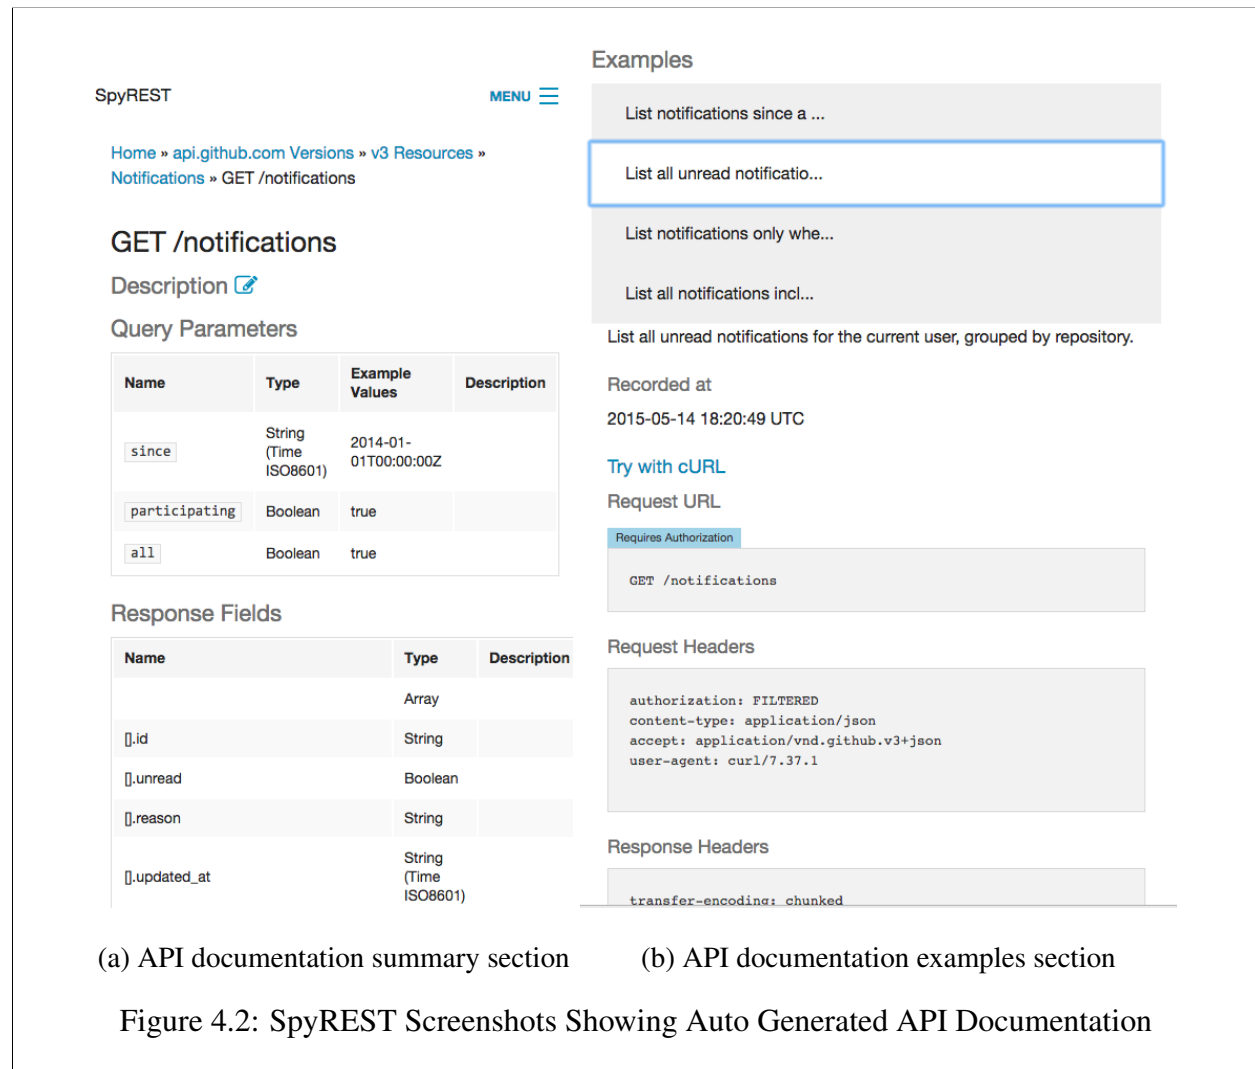 SpyREST
MENU
Home » api.github.com Versions » v3 Resources »
Notifications » GET /notifications
GET /notifications
Description
Query Parameters
Name Type Example Values Description
since String (Time ISO8601) 2014-01-01T00:00:00Z
participating Boolean true
all Boolean true
Response Fields
Name Type Description
Array
[].id String
[].unread Boolean
[].reason String
[].updated_at String (Time ISO8601)
(a) API documentation summary section
Examples
List notifications since a ...
List all unread notificatio...
List notifications only whe...
List all notifications incl...
List all unread notifications for the current user, grouped by repository.
Recorded at
2015-05-14 18:20:49 UTC
Try with cURL
Request URL
Requires Authorization
GET /notifications
Request Headers
authorization: FILTERED
content-type: application/json
accept: application/vnd.github.v3+json
user-agent: curl/7.37.1
Response Headers
transfer-encoding: chunked
(b) API documentation examples section
Figure 4.2: SpyREST Screenshots Showing Auto Generated API Documentation